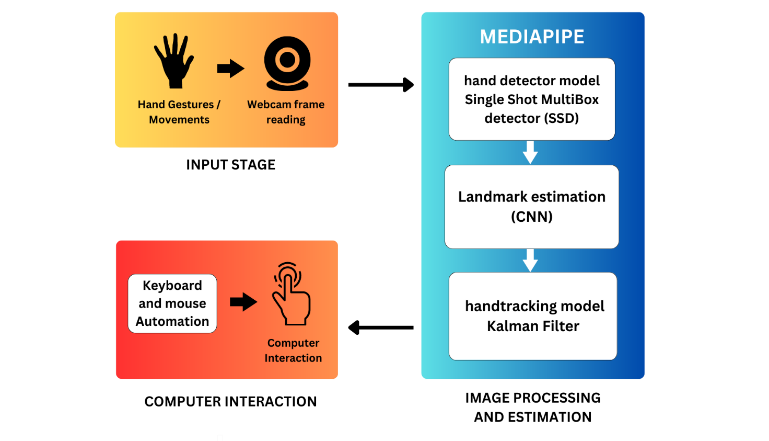 Hand Gestures /
Movements
Webcam frame
reading
INPUT STAGE
MEDIAPIPE
hand detector model
Single Shot MultiBox
detector (SSD)
Landmark estimation
(CNN)
handtracking model
Kalman Filter
IMAGE PROCESSING
AND ESTIMATION
Keyboard
and mouse
Automation
Computer
Interaction
COMPUTER INTERACTION